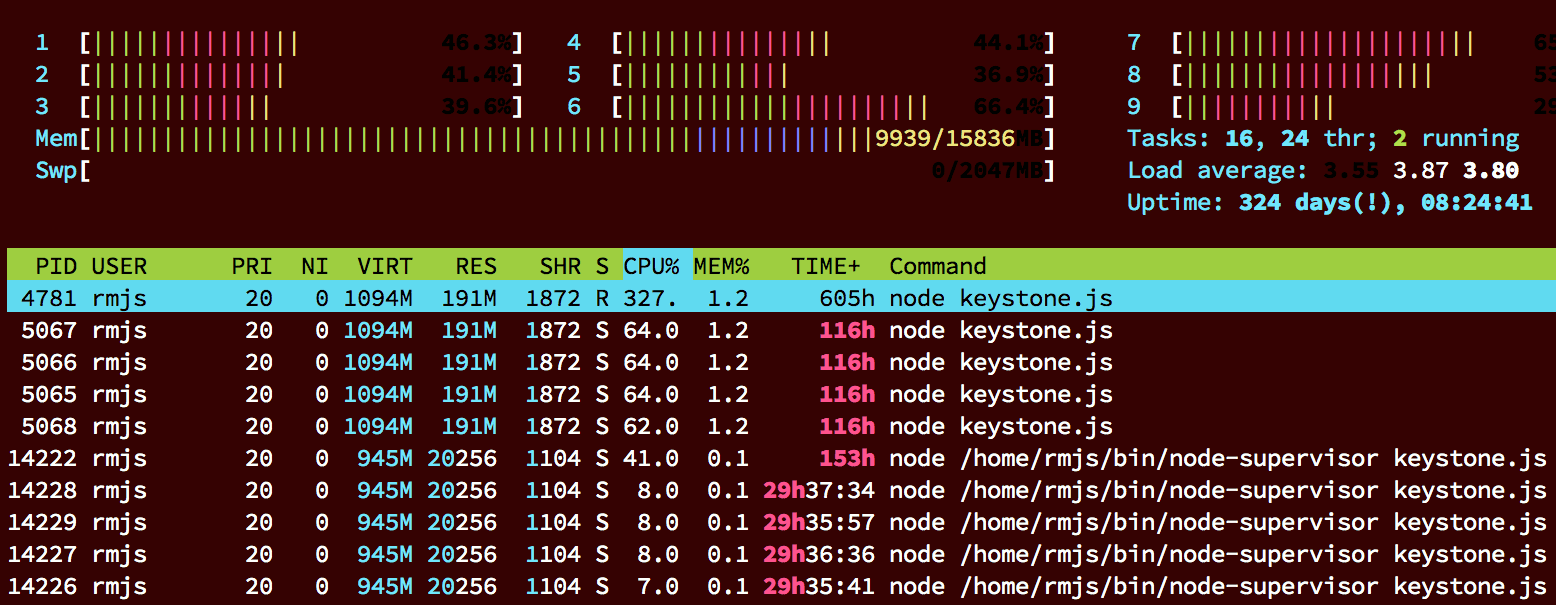 1 [||||||||||||||| 46.3%] 4 [||||||||||||||| 44.1%] 7 [||||||||||||||||||||| 65
2 [|||||||||||||| 41.4%] 5 [|||||||||||| 36.9%] 8 [|||||||||||||||||| 53
3 [||||||||||||| 39.6%] 6 [|||||||||||||||||||||| 66.4%] 9 [||||||||||| 29
Mem[||||||||||||||||||||||||||||||||||||||||||||||||||||||||9939/15836MB] Tasks: 16, 24 thr; 2 running
Swp[ 0/2047MB] Load average: 3.55 3.87 3.80
Uptime: 324 days(!), 08:24:41
PID USER PRI NI VIRT RES SHR S CPU% MEM% TIME+ Command
4781 rmjs 20 0 1094M 191M 1872 R 327. 1.2 605h node keystone.js
5067 rmjs 20 0 1094M 191M 1872 S 64.0 1.2 116h node keystone.js
5066 rmjs 20 0 1094M 191M 1872 S 64.0 1.2 116h node keystone.js
5065 rmjs 20 0 1094M 191M 1872 S 64.0 1.2 116h node keystone.js
5068 rmjs 20 0 1094M 191M 1872 S 62.0 1.2 116h node keystone.js
14222 rmjs 20 0 945M 20256 1104 S 41.0 0.1 153h node /home/rmjs/bin/node-supervisor keystone.js
14228 rmjs 20 0 945M 20256 1104 S 8.0 0.1 29h37:34 node /home/rmjs/bin/node-supervisor keystone.js
14229 rmjs 20 0 945M 20256 1104 S 8.0 0.1 29h35:57 node /home/rmjs/bin/node-supervisor keystone.js
14227 rmjs 20 0 945M 20256 1104 S 8.0 0.1 29h36:36 node /home/rmjs/bin/node-supervisor keystone.js
14226 rmjs 20 0 945M 20256 1104 S 7.0 0.1 29h35:41 node /home/rmjs/bin/node-supervisor keystone.js